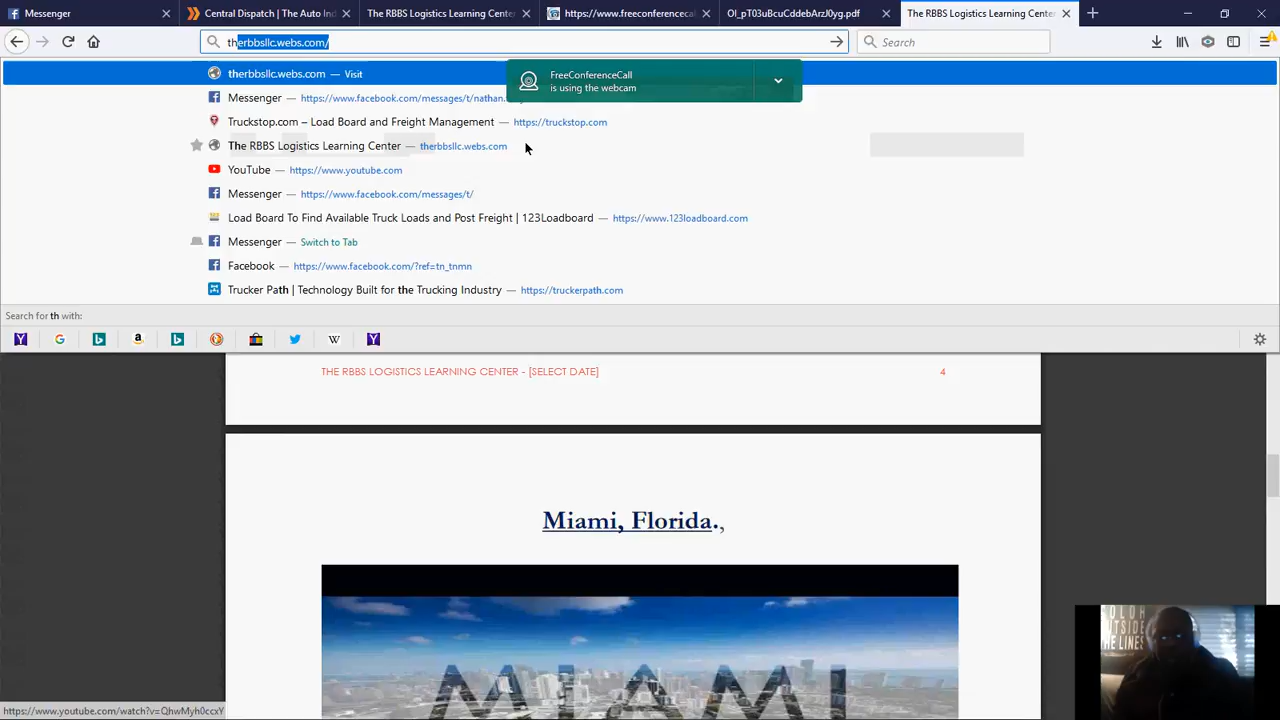 Messenger
Central Dispatch | The Auto Ind
The RBBS Logistics Learning Center
https://www.freeconferencecal
Ol_pT03uBcuCddebArzJ0yg.pdf
The RBBS Logistics Learning Center
therbbsllc.webs.com/
Search
therbbsllc.webs.com — Visit
FreeConferenceCall
is using the webcam
Messenger — https://www.facebook.com/messages/t/nathan.
Truckstop.com – Load Board and Freight Management — https://truckstop.com
The RBBS Logistics Learning Center — therbbsllc.webs.com
YouTube — https://www.youtube.com
Messenger — https://www.facebook.com/messages/t/
Load Board To Find Available Truck Loads and Post Freight | 123Loadboard — https://www.123loadboard.com
Messenger — Switch to Tab
Facebook — https://www.facebook.com/?ref=tn_tnmn
Trucker Path | Technology Built for the Trucking Industry — https://truckerpath.com
Search for th with:
THE RBBS LOGISTICS LEARNING CENTER - [SELECT DATE] 4
Miami, Florida.,
MIAMI
COLOR
OUTSIDE
THE LINES
https://www.youtube.com/watch?v=QhwMyh0ccxY